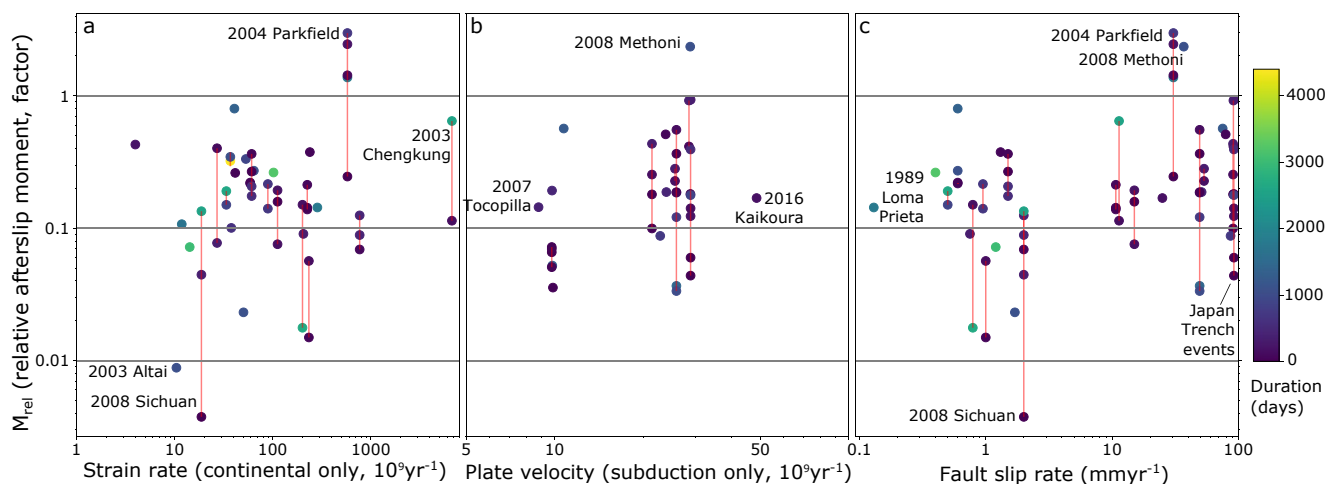 a
b
c
2004 Parkfield
2003
Chengkung
2003 Altai
2008 Sichuan
2008 Methoni
2007
Tocopilla
2016
Kaikoura
2004 Parkfield
2008 Methoni
1989
Loma
Prieta
Japan
Trench
events
2008 Sichuan
M_rel (relative afterslip moment, factor)
1
0.1
0.01
1 10 100 1000
Strain rate (continental only, 10⁹yr⁻¹)
5 10 50
Plate velocity (subduction only, 10⁹yr⁻¹)
0.1 1 10 100
Fault slip rate (mmyr⁻¹)
4000
3000
2000
1000
0
Duration
(days)